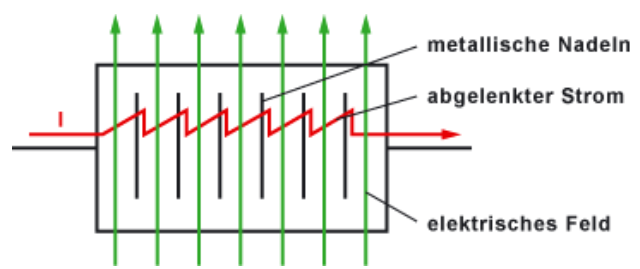 metallische Nadeln
abgelenkter Strom
I
elektrisches Feld